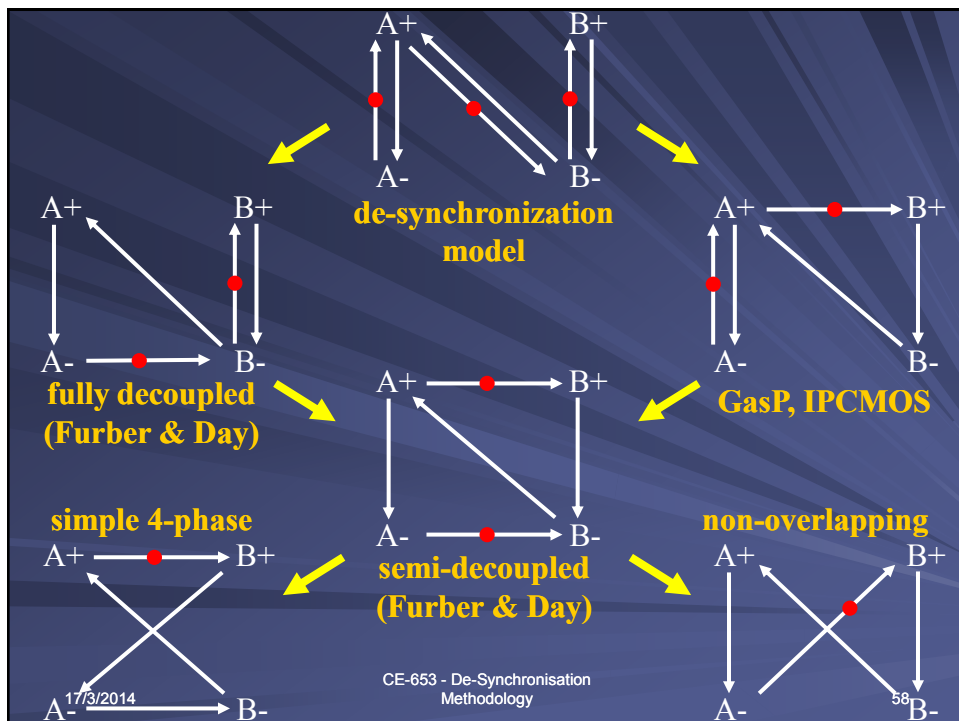 A+ B+
A- B-
de-synchronization
model
A+ B+
A- B-
fully decoupled
(Furber & Day)
A+ B+
A- B-
GasP, IPCMOS
A+ B+
A- B-
semi-decoupled
(Furber & Day)
simple 4-phase
A+ B+
A- B-
non-overlapping
A+ B+
A- B-
17/3/2014
CE-653 - De-Synchronisation
Methodology
58